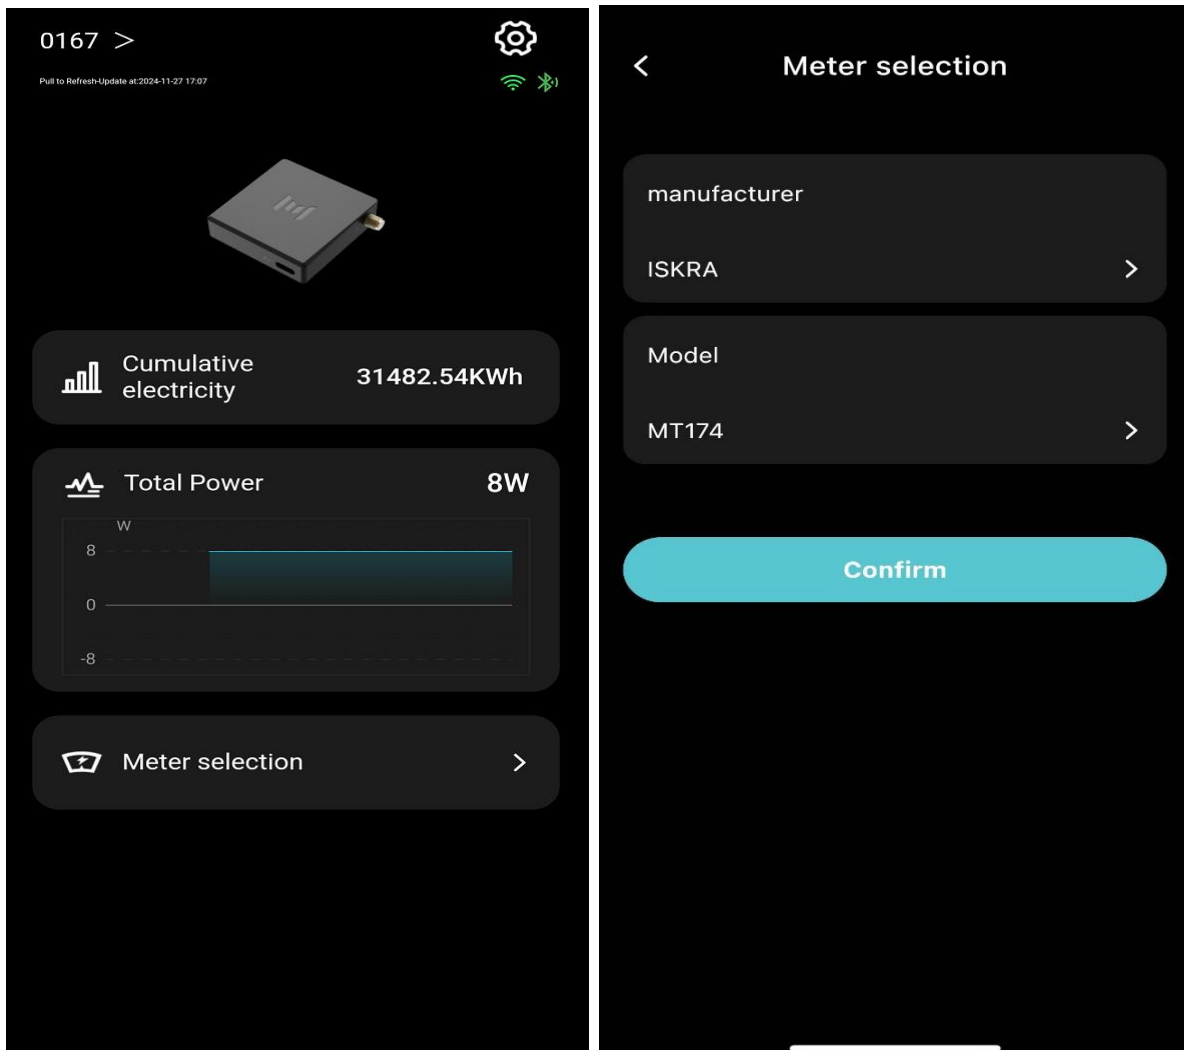 0167 >
Pull to Refresh-Update at:2024-11-27 17:07
Cumulative
electricity
31482.54KWh
Total Power
8W
W
8
0
-8
Meter selection
Meter selection
manufacturer
ISKRA
Model
MT174
Confirm